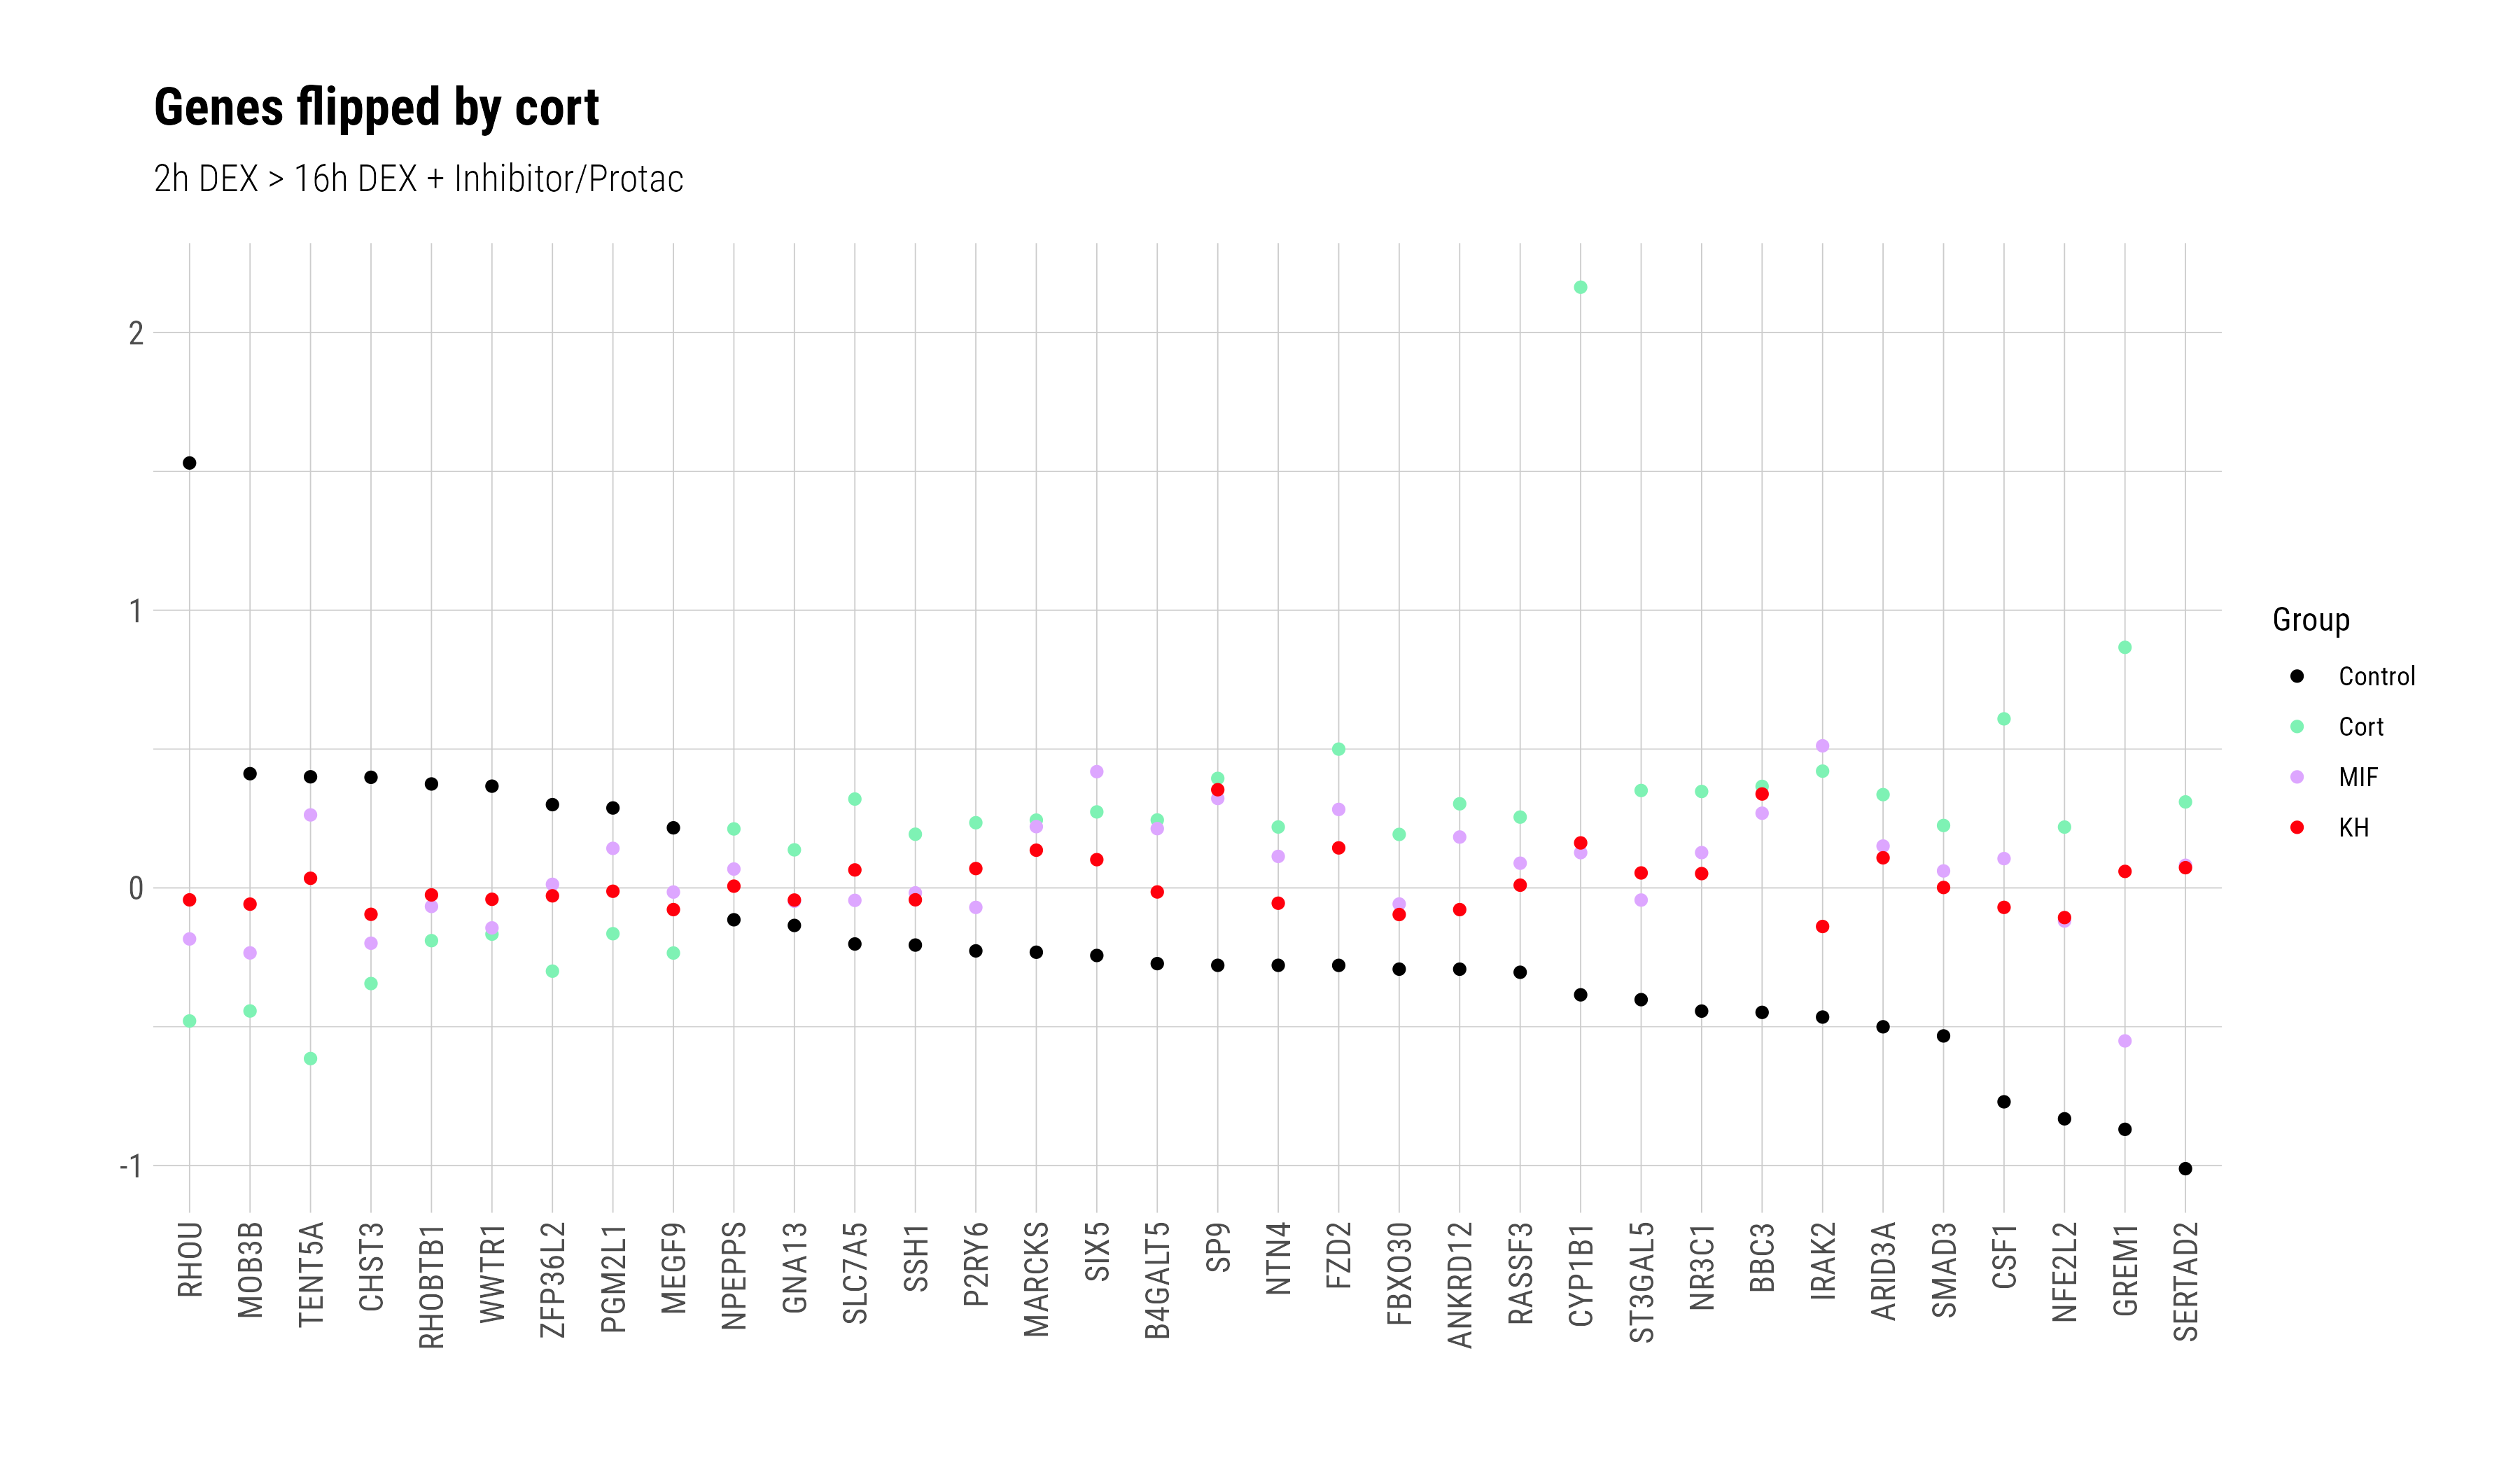 Genes flipped by cort
2h DEX > 16h DEX + Inhibitor/Protac
2
1
0
-1
RHOU
MOB3B
TENT5A
CHST3
RHOBTB1
WWTR1
ZFP36L2
PGM2L1
MEGF9
NPEPPS
GNA13
SLC7A5
SSH1
P2RY6
MARCKS
SIX5
B4GALT5
SP9
NTN4
FZD2
FBXO30
ANKRD12
RASSF3
CYP1B1
ST3GAL5
NR3C1
BBC3
IRAK2
ARID3A
SMAD3
CSF1
NFE2L2
GREM1
SERTAD2
Group
Control
Cort
MIF
KH